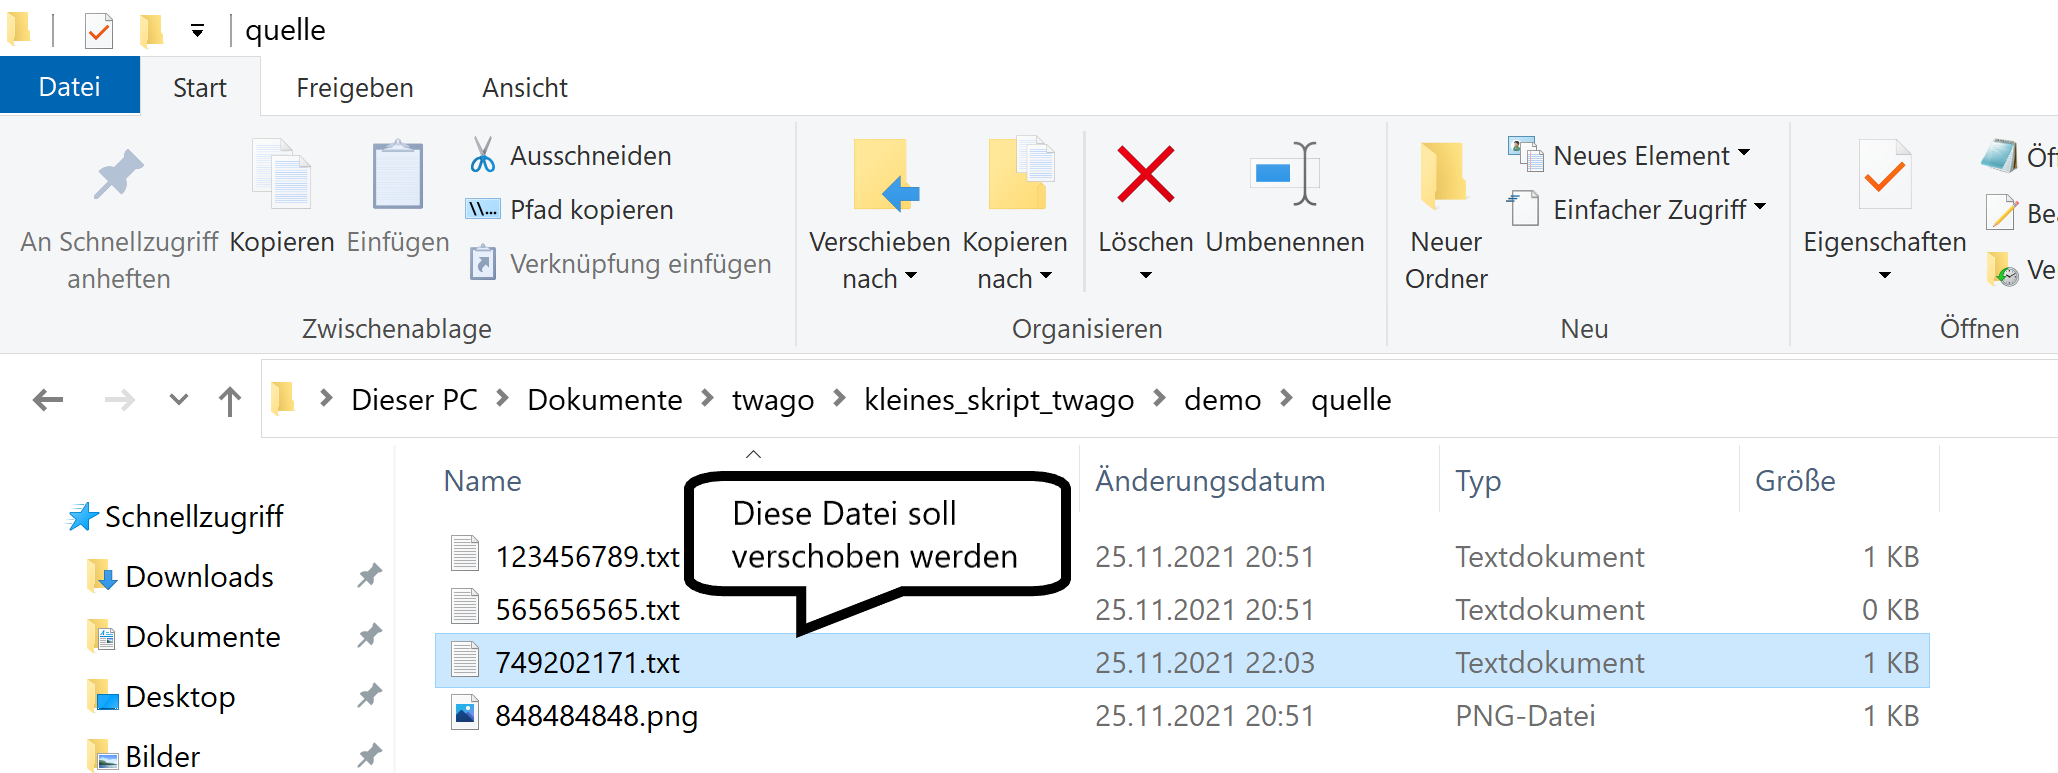 quelle
Datei Start Freigeben Ansicht
An Schnellzugriff anheften
Kopieren
Einfügen
Ausschneiden
Pfad kopieren
Verknüpfung einfügen
Zwischenablage
Verschieben nach
Kopieren nach
Löschen
Umbenennen
Organisieren
Neuer Ordner
Neues Element
Einfacher Zugriff
Neu
Eigenschaften
Öf
Be
Ve
Öffnen
Dieser PC > Dokumente > twago > kleines_skript_twago > demo > quelle
Schnellzugriff
Downloads
Dokumente
Desktop
Bilder
Name Änderungsdatum Typ Größe
Diese Datei soll
verschoben werden
123456789.txt 25.11.2021 20:51 Textdokument 1 KB
565656565.txt 25.11.2021 20:51 Textdokument 0 KB
749202171.txt 25.11.2021 22:03 Textdokument 1 KB
848484848.png 25.11.2021 20:51 PNG-Datei 1 KB